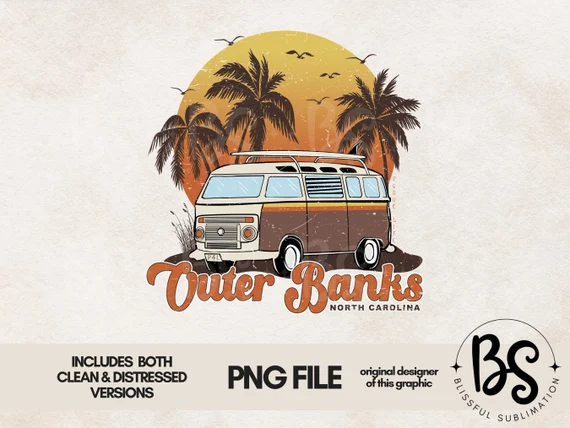 Outer Banks
NORTH CAROLINA
INCLUDES BOTH
CLEAN & DISTRESSED
VERSIONS
PNG FILE
original designer
of this graphic
BS
BLISSFUL SUBLIMATION